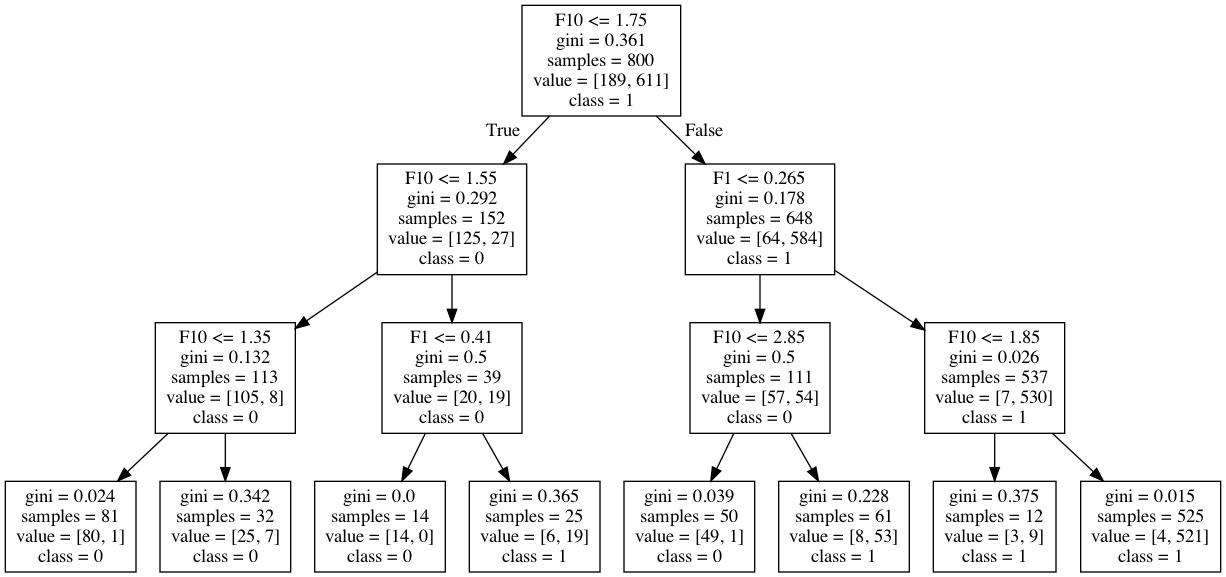 F10 <= 1.75
gini = 0.361
samples = 800
value = [189, 611]
class = 1
True
False
F10 <= 1.55
gini = 0.292
samples = 152
value = [125, 27]
class = 0
F1 <= 0.265
gini = 0.178
samples = 648
value = [64, 584]
class = 1
F10 <= 1.35
gini = 0.132
samples = 113
value = [105, 8]
class = 0
F1 <= 0.41
gini = 0.5
samples = 39
value = [20, 19]
class = 0
F10 <= 2.85
gini = 0.5
samples = 111
value = [57, 54]
class = 0
F10 <= 1.85
gini = 0.026
samples = 537
value = [7, 530]
class = 1
gini = 0.024
samples = 81
value = [80, 1]
class = 0
gini = 0.342
samples = 32
value = [25, 7]
class = 0
gini = 0.0
samples = 14
value = [14, 0]
class = 0
gini = 0.365
samples = 25
value = [6, 19]
class = 1
gini = 0.039
samples = 50
value = [49, 1]
class = 0
gini = 0.228
samples = 61
value = [8, 53]
class = 1
gini = 0.375
samples = 12
value = [3, 9]
class = 1
gini = 0.015
samples = 525
value = [4, 521]
class = 1